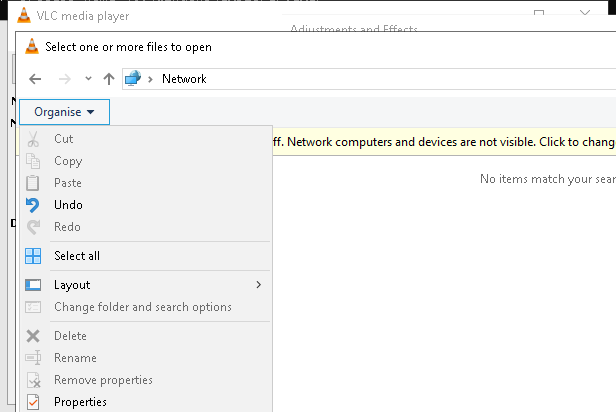 VLC media player
Adjustments and Effects
Select one or more files to open
Network
Organise
ff. Network computers and devices are not visible. Click to chang
No items match your sear
Cut
Copy
Paste
Undo
Redo
Select all
Layout
Change folder and search options
Delete
Rename
Remove properties
Properties